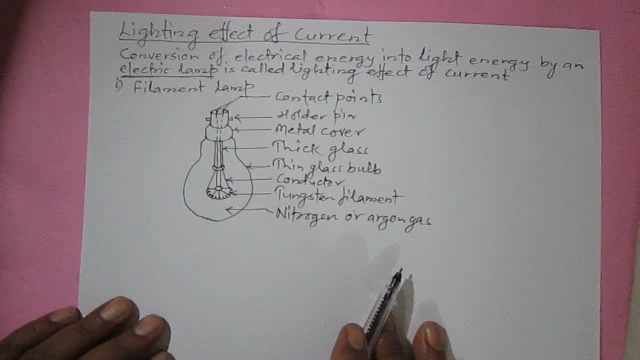 Lighting effect of current
Conversion of electrical energy into light energy by an
electric lamp is called lighting effect of current
i) Filament lamp
Contact points
Holder pin
Metal cover
Thick glass
Thin glass bulb
Conductor
Tungsten filament
Nitrogen or argon gas